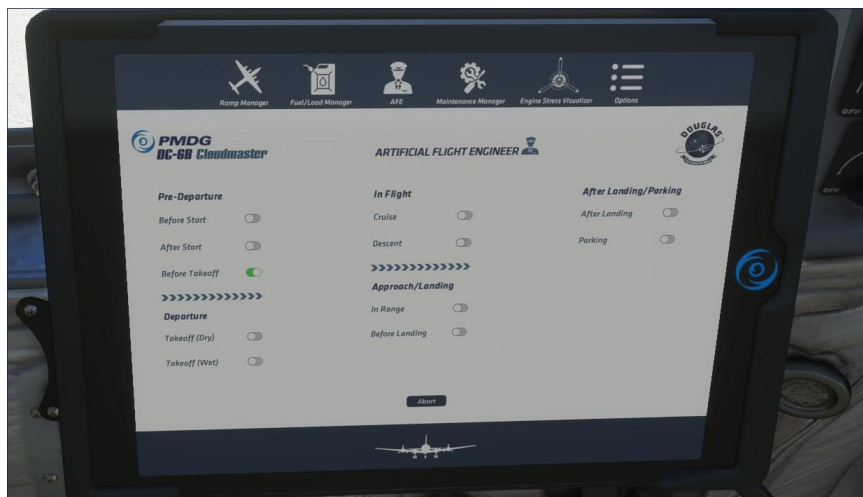 Ramp Manager Fuel/Load Manager AFE Maintenance Manager Engine Stress Visualizer Options
PMDG
DC-6B Cloudmaster
ARTIFICIAL FLIGHT ENGINEER
DOUGLAS
Pre-Departure
Before Start
After Start
Before Takeoff
>>>>>>>>>>>>>>
Departure
Takeoff (Dry)
Takeoff (Wet)
In Flight
Cruise
Descent
>>>>>>>>>>>>>
Approach/Landing
In Range
Before Landing
After Landing/Parking
After Landing
Parking
Abort
OFF
OFF